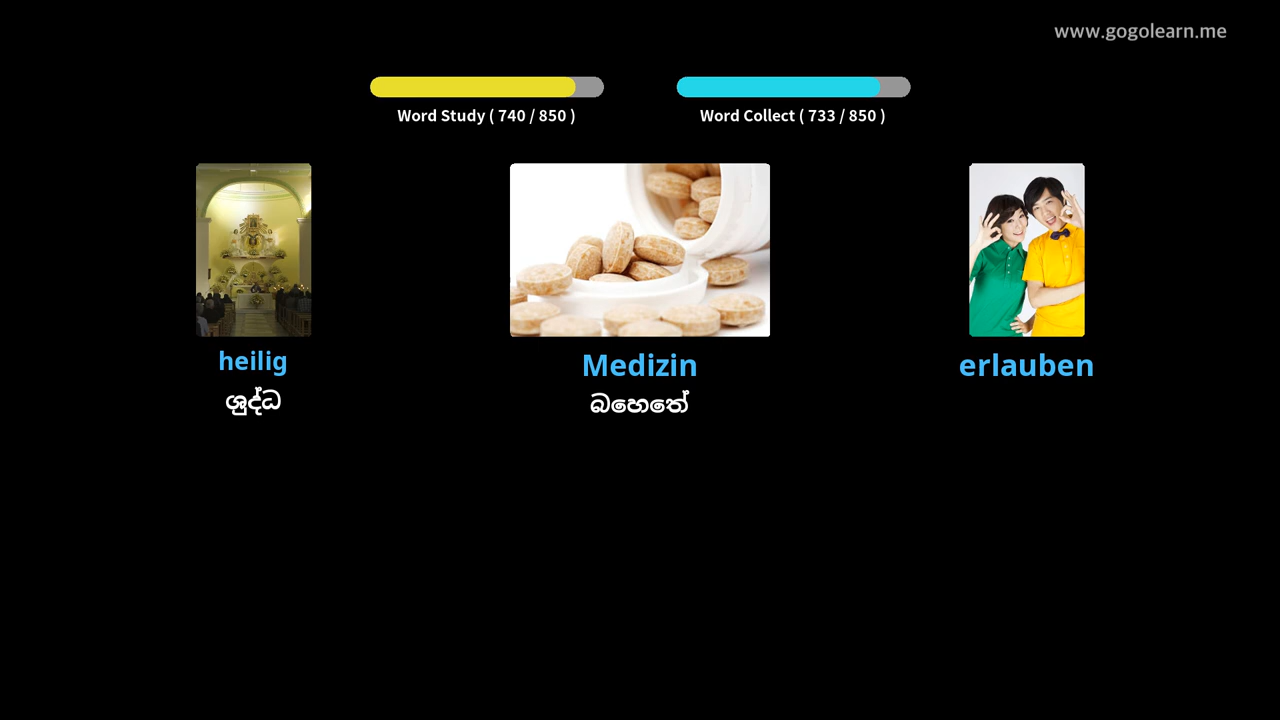 www.gogolearn.me
Word Study ( 740 / 850 )
Word Collect ( 733 / 850 )
heilig
ශුද්ධ
Medizin
බෙහෙත්
erlauben